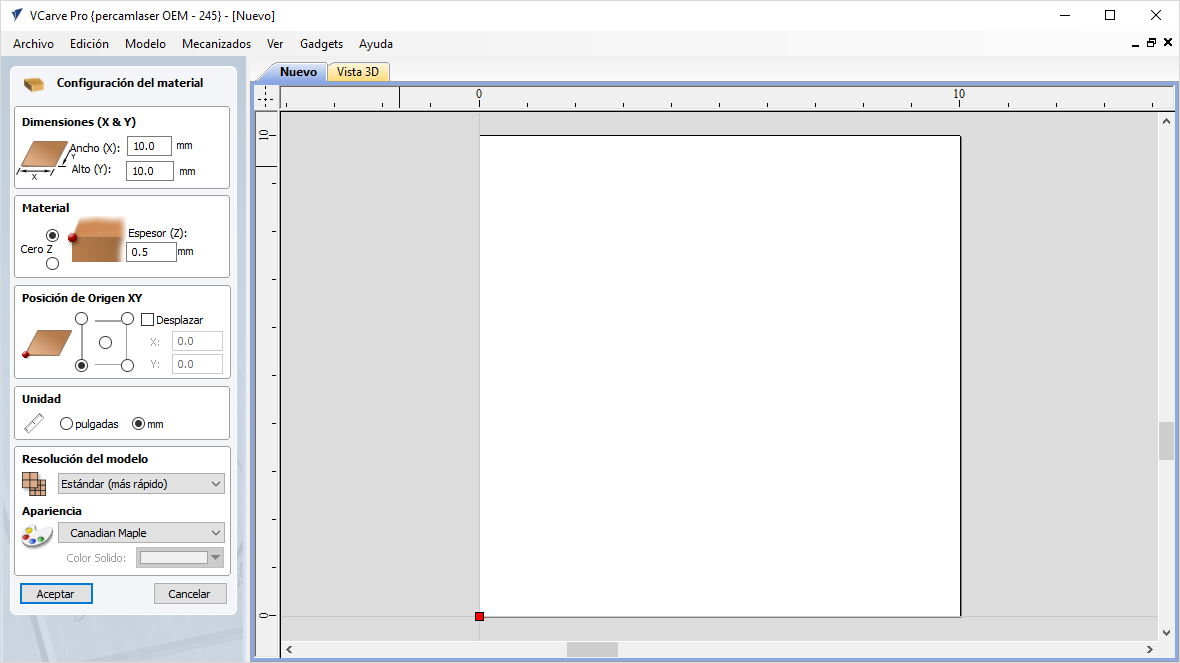 VCarve Pro {percamlaser OEM - 245} - [Nuevo]
Archivo Edición Modelo Mecanizados Ver Gadgets Ayuda
Configuración del material
Dimensiones (X & Y)
Ancho (X): 10.0 mm
Y
Alto (Y): 10.0 mm
X
Material
Espesor (Z):
Cero Z
0.5 mm
Posición de Origen XY
Desplazar
X: 0.0
Y: 0.0
Unidad
pulgadas mm
Resolución del modelo
Estándar (más rápido)
Apariencia
Canadian Maple
Color Solido:
Aceptar Cancelar
Nuevo Vista 3D
0 10
10
0